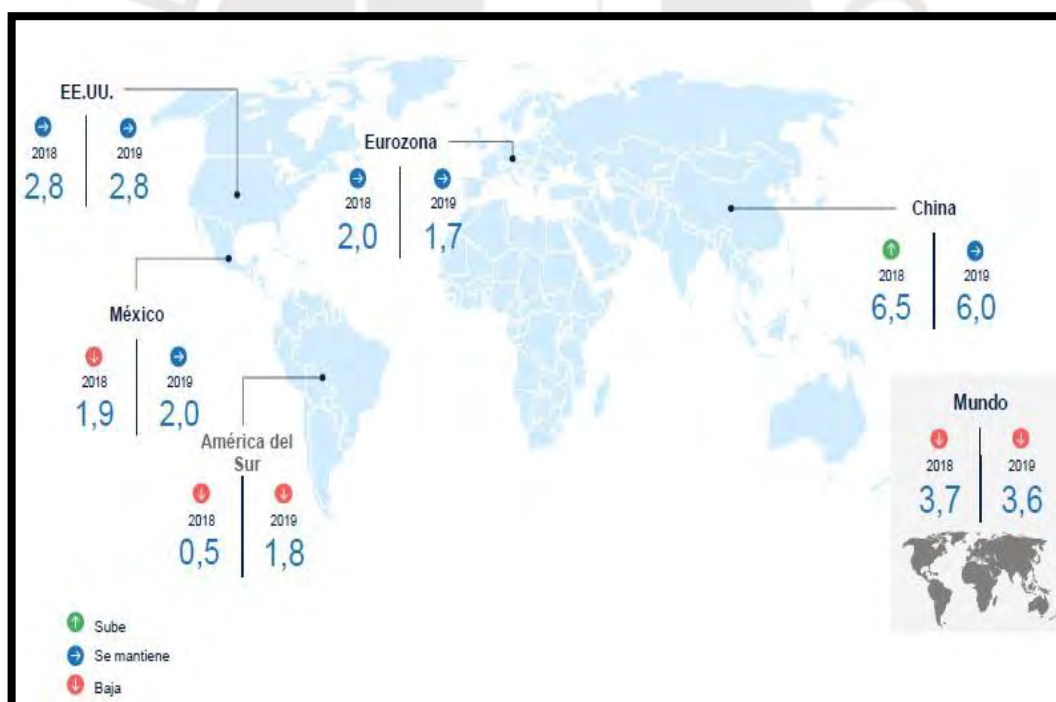 EE.UU.
2018 2019
2,8 2,8
Eurozona
2018 2019
2,0 1,7
China
2018 2019
6,5 6,0
México
2018 2019
1,9 2,0
América del
Sur
2018 2019
0,5 1,8
Mundo
2018 2019
3,7 3,6
Sube
Se mantiene
Baja